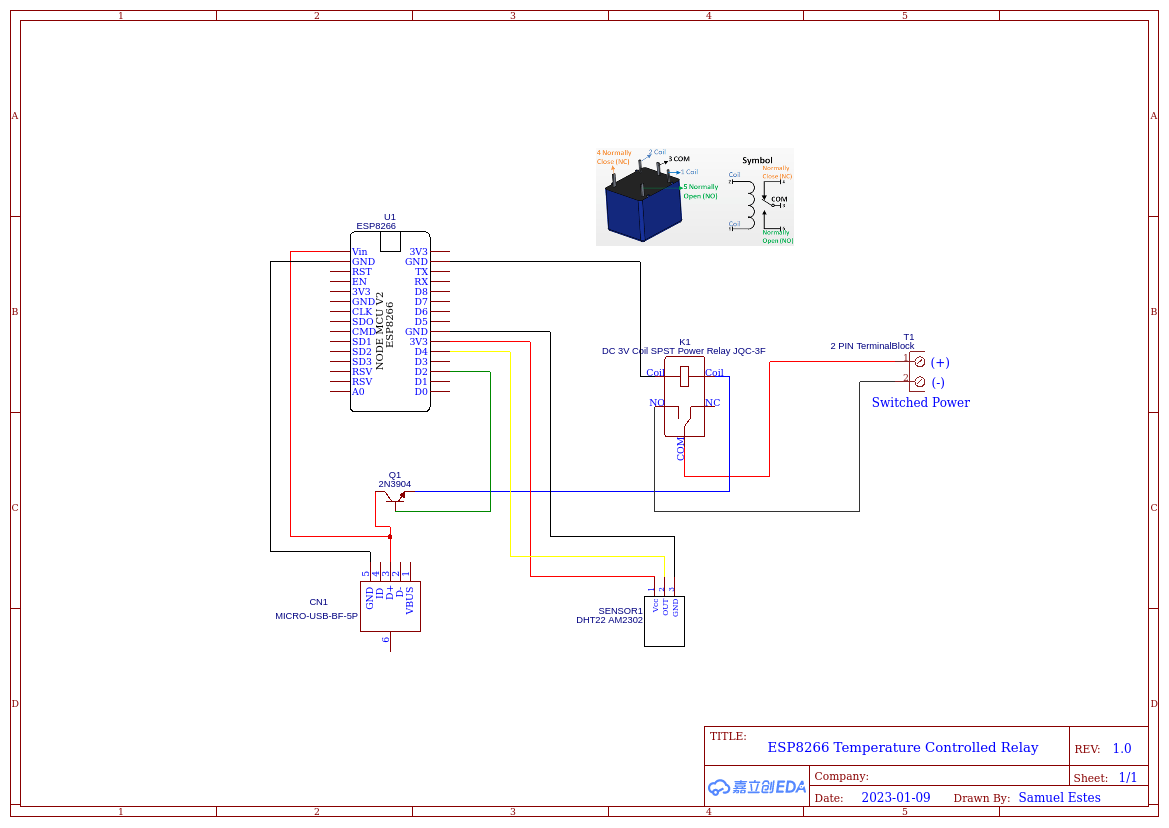 1 2 3 4 5
A A
B B
C C
D D
1 2 3 4 5
4 Normally
Close (NC)
2 Coil
3 COM
1 Coil
5 Normally
Open (NO)
Symbol
Coil
2
Normally
Close (NC)
4
COM
3
Coil
1
Normally
Open (NO)
U1
ESP8266
Vin 3V3
GND GND
RST TX
EN RX
3V3 D8
GND D7
CLK D6
SDO D5
CMD GND
SD1 3V3
SD2 D4
SD3 D3
RSV D2
RSV D1
A0 D0
NODE MCU V2
ESP8266
K1
DC 3V Coil SPST Power Relay JQC-3F
Coil Coil
NO NC
COM
T1
2 PIN TerminalBlock
1 (+)
2 (-)
Switched Power
Q1
2N3904
5 4 3 2 1
GND ID D+ D- VBUS
6
CN1
MICRO-USB-BF-5P
1 2 3
Vcc OUT GND
SENSOR1
DHT22 AM2302
TITLE:
ESP8266 Temperature Controlled Relay
REV: 1.0
嘉立创EDA
Company:
Sheet: 1/1
Date: 2023-01-09 Drawn By: Samuel Estes